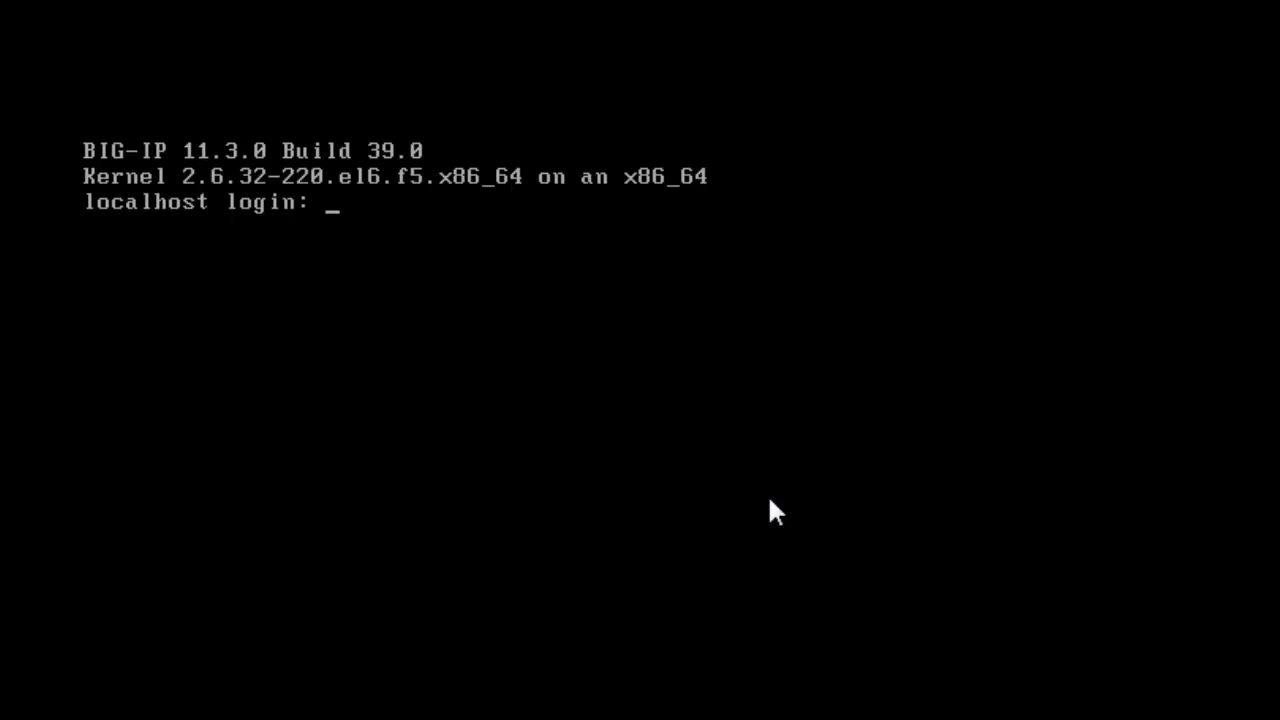 BIG-IP 11.3.0 Build 39.0
Kernel 2.6.32-220.el6.f5.x86_64 on an x86_64
localhost login: _